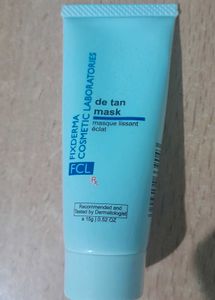 de tan
mask
masque lissant
éclat
FIXDERMA
COSMETIC LABORATORIES
FCL
Rx
Recommended and
Tested by Dermatologist
e 15g | 0.52 OZ